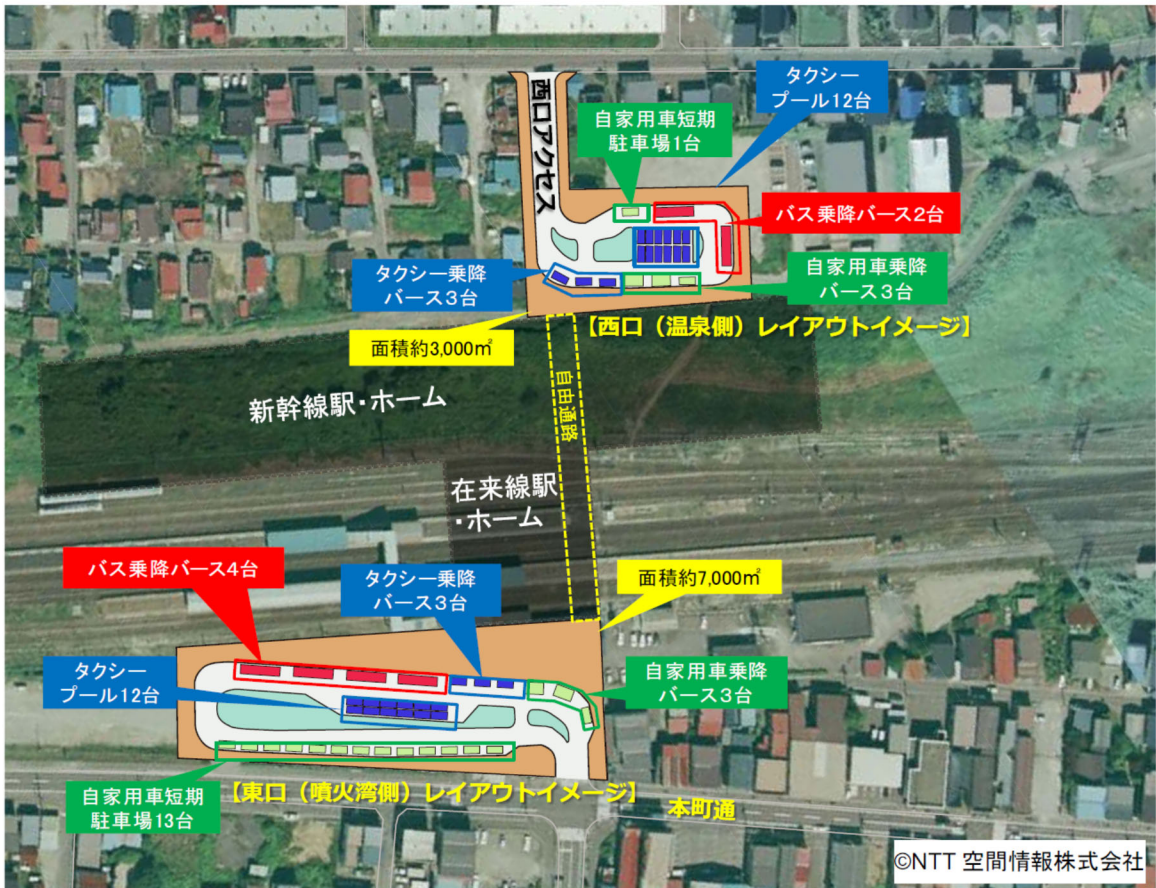 タクシー
プール12台
自家用車短期
駐車場1台
西口アクセス
バス乗降バース2台
タクシー乗降
バース3台
自家用車乗降
バース3台
【西口（温泉側）レイアウトイメージ】
面積約3,000㎡
自由通路
新幹線駅・ホーム
在来線駅
・ホーム
バス乗降バース4台
タクシー乗降
バース3台
面積約7,000㎡
タクシー
プール12台
自家用車乗降
バース3台
【東口（噴火湾側）レイアウトイメージ】
自家用車短期
駐車場13台
本町通
©NTT 空間情報株式会社